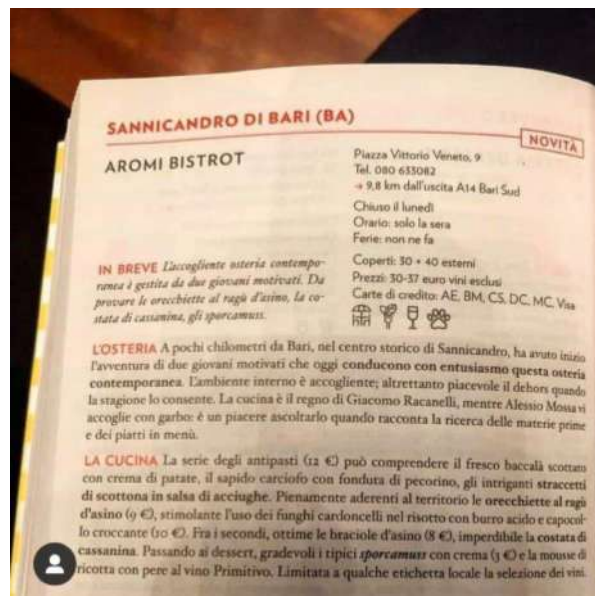 SANNICANDRO DI BARI (BA)
NOVITÀ
AROMI BISTROT
Piazza Vittorio Veneto, 9
Tel. 080 633082
→ 9,8 km dall'uscita A14 Bari Sud
Chiuso il lunedì
Orario: solo la sera
Ferie: non ne fa
Coperti: 30 + 40 esterni
Prezzi: 30-37 euro vini esclusi
Carte di credito: AE, BM, CS, DC, MC, Visa
IN BREVE L'accogliente osteria contempo-
ranea è gestita da due giovani motivati. Da
provare le orecchiette al ragù d'asino, la co-
stata di cassanina, gli sporcamuss.
L'OSTERIA A pochi chilometri da Bari, nel centro storico di Sannicandro, ha avuto inizio
l'avventura di due giovani motivati che oggi conducono con entusiasmo questa osteria
contemporanea. L'ambiente interno è accogliente; altrettanto piacevole il dehors quando
la stagione lo consente. La cucina è il regno di Giacomo Racanelli, mentre Alessio Mossa vi
accoglie con garbo: è un piacere ascoltarlo quando racconta la ricerca delle materie prime
e dei piatti in menù.
LA CUCINA La serie degli antipasti (12 €) può comprendere il fresco baccalà scottato
con crema di patate, il sapido carciofo con fonduta di pecorino, gli intriganti straccetti
di scottona in salsa di acciughe. Pienamente aderenti al territorio le orecchiette al ragù
d'asino (9 €), stimolante l'uso dei funghi cardoncelli nel risotto con burro acido e capocol-
lo croccante (10 €). Fra i secondi, ottime le braciole d'asino (8 €), imperdibile la costata di
cassanina. Passando ai dessert, gradevoli i tipici sporcamuss con crema (3 €) e la mousse di
ricotta con pere al vino Primitivo. Limitata a qualche etichetta locale la selezione dei vini.